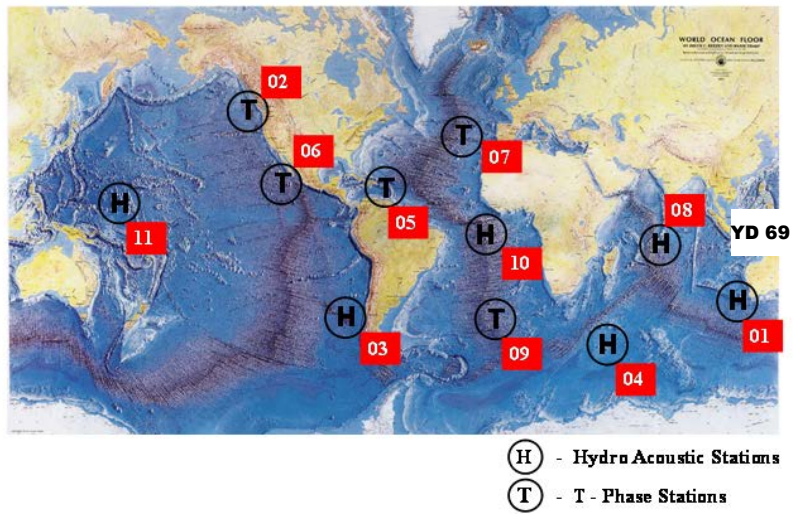 WORLD OCEAN FLOOR
02
T
06
T
07
T
H
11
T
05
08
H
YD 69
H
10
H
01
H
03
T
09
H
04
H - Hydro Acoustic Stations
T - T - Phase Stations